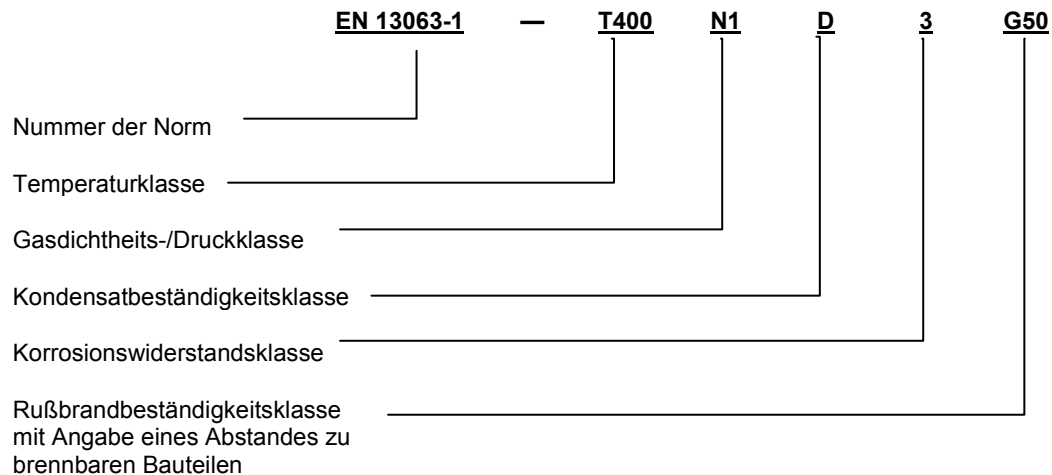 EN 13063-1 — T400 N1 D 3 G50
Nummer der Norm
Temperaturklasse
Gasdichtheits-/Druckklasse
Kondensatbeständigkeitsklasse
Korrosionswiderstandsklasse
Rußbrandbeständigkeitsklasse
mit Angabe eines Abstandes zu
brennbaren Bauteilen